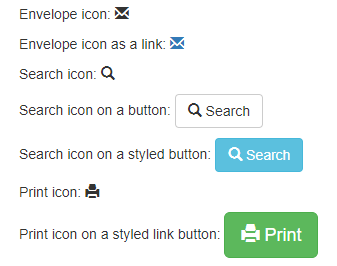 Envelope icon:
Envelope icon as a link:
Search icon:
Search icon on a button: Search
Search icon on a styled button: Search
Print icon:
Print icon on a styled link button: Print